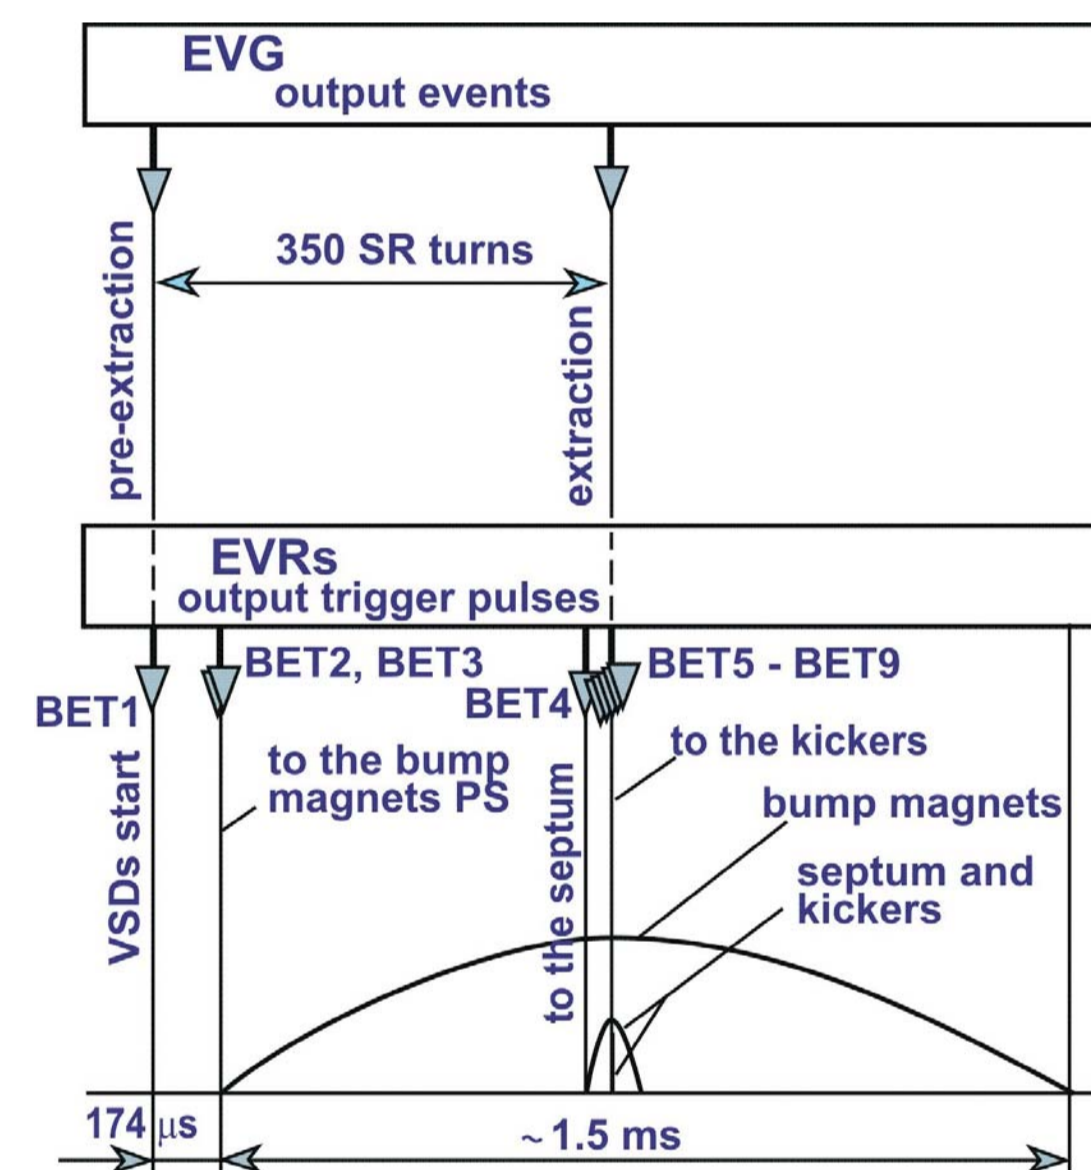 EVG
output events
350 SR turns
pre-extraction
extraction
EVRs
output trigger pulses
BET2, BET3
BET5 - BET9
BET1
BET4
to the kickers
to the bump
magnets PS
bump magnets
VSDs start
to the septum
septum and
kickers
174 μs
~ 1.5 ms